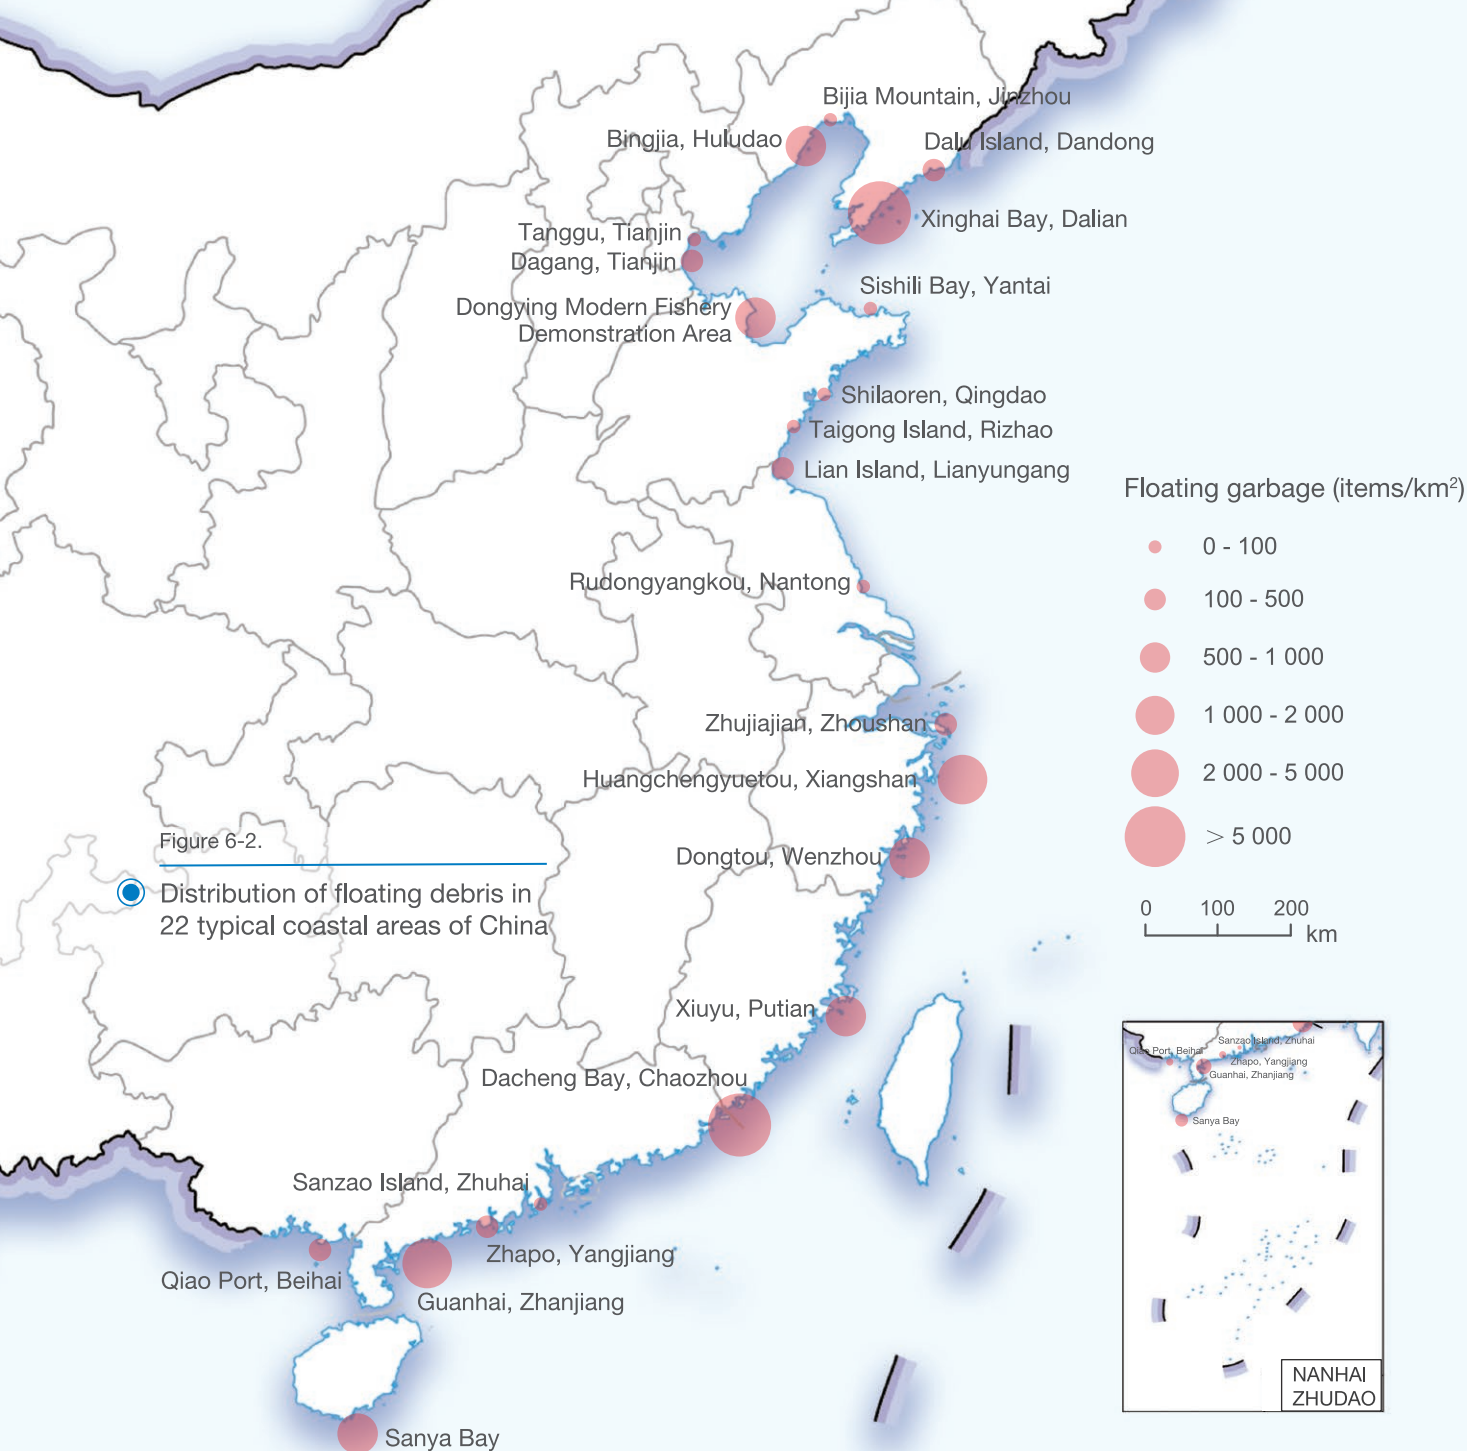 Bijia Mountain, Jinzhou
Bingjia, Huludao
Dalu Island, Dandong
Xinghai Bay, Dalian
Tanggu, Tianjin
Dagang, Tianjin
Sishili Bay, Yantai
Dongying Modern Fishery
Demonstration Area
Shilaoren, Qingdao
Taigong Island, Rizhao
Lian Island, Lianyungang
Floating garbage (items/km²)
0 - 100
100 - 500
500 - 1 000
1 000 - 2 000
2 000 - 5 000
> 5 000
0 100 200
km
Rudongyangkou, Nantong
Zhujiajian, Zhoushan
Huangchengyuetou, Xiangshan
Figure 6-2.
Distribution of floating debris in
22 typical coastal areas of China
Dongtou, Wenzhou
Xiuyu, Putian
Dacheng Bay, Chaozhou
Sanzao Island, Zhuhai
Zhapo, Yangjiang
Qiao Port, Beihai
Guanhai, Zhanjiang
Sanya Bay
Sanzao Island, Zhuhai
Qiao Port, Beihai
Zhapo, Yangjiang
Guanhai, Zhanjiang
Sanya Bay
NANHAI
ZHUDAO